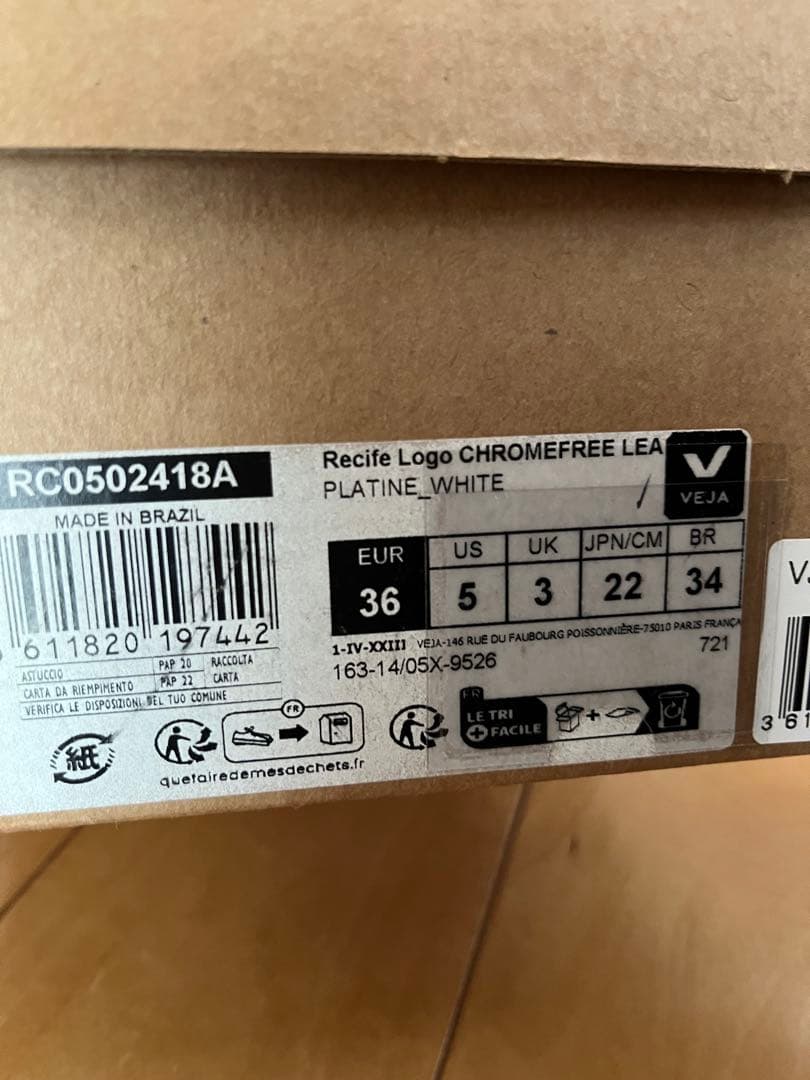 RC0502418A
MADE IN BRAZIL
611820 197442
ASTUCCIO PAP 20 RACCOLTA
CARTA DA RIEMPIMENTO PAP 22 CARTA
VERIFICA LE DISPOSIZIONI DEL TUO COMUNE
紙
FR
quefairedemesdechets.fr
Recife Logo CHROMEFREE LEA
PLATINE_WHITE
V
VEJA
EUR US UK JPN/CM BR
36 5 3 22 34
1-IV-XXIII VEJA-146 RUE DU FAUBOURG POISSONNIÈRE-75010 PARIS FRANÇA
163-14/05X-9526 721
FR
LE TRI
+ FACILE
+
3 61